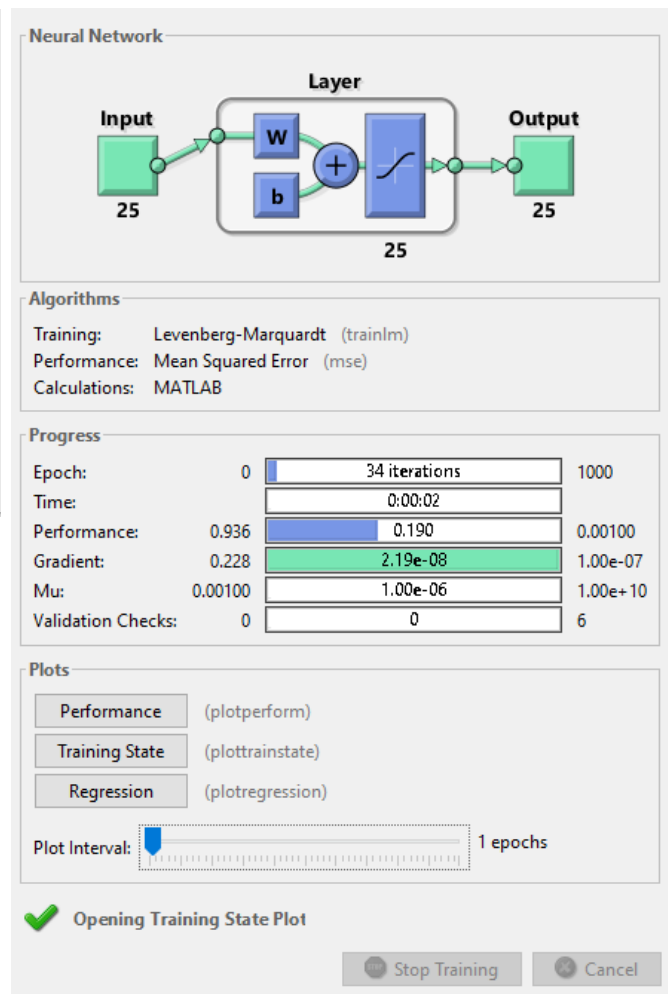 Neural Network
Layer
Input
Output
W
b
+
25
25
25
Algorithms
Training: Levenberg-Marquardt (trainlm)
Performance: Mean Squared Error (mse)
Calculations: MATLAB
Progress
Epoch: 0 34 iterations 1000
Time: 0:00:02
Performance: 0.936 0.190 0.00100
Gradient: 0.228 2.19e-08 1.00e-07
Mu: 0.00100 1.00e-06 1.00e+10
Validation Checks: 0 0 6
Plots
Performance (plotperform)
Training State (plottrainstate)
Regression (plotregression)
Plot Interval: 1 epochs
Opening Training State Plot
Stop Training Cancel